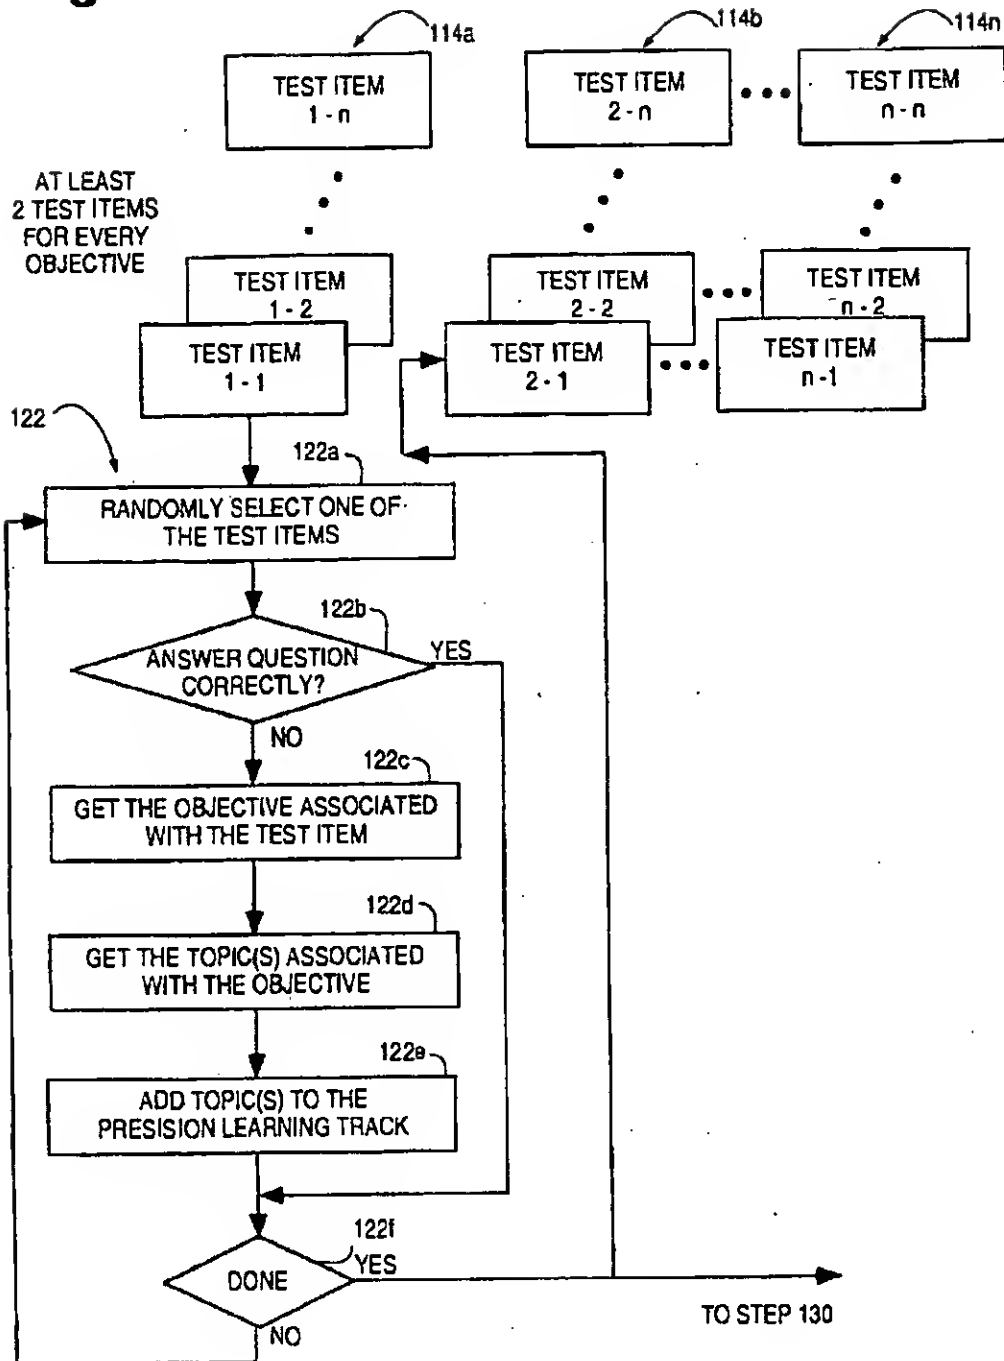 114a
114b
114n
TEST ITEM
1 - n
TEST ITEM
2 - n
TEST ITEM
n - n
AT LEAST
2 TEST ITEMS
FOR EVERY
OBJECTIVE
TEST ITEM
1 - 2
TEST ITEM
2 - 2
TEST ITEM
n - 2
TEST ITEM
1 - 1
TEST ITEM
2 - 1
TEST ITEM
n - 1
122
122a
RANDOMLY SELECT ONE OF
THE TEST ITEMS
122b
ANSWER QUESTION
CORRECTLY?
YES
NO
122c
GET THE OBJECTIVE ASSOCIATED
WITH THE TEST ITEM
122d
GET THE TOPIC(S) ASSOCIATED
WITH THE OBJECTIVE
122e
ADD TOPIC(S) TO THE
PRESISION LEARNING TRACK
122f
DONE
YES
NO
TO STEP 130